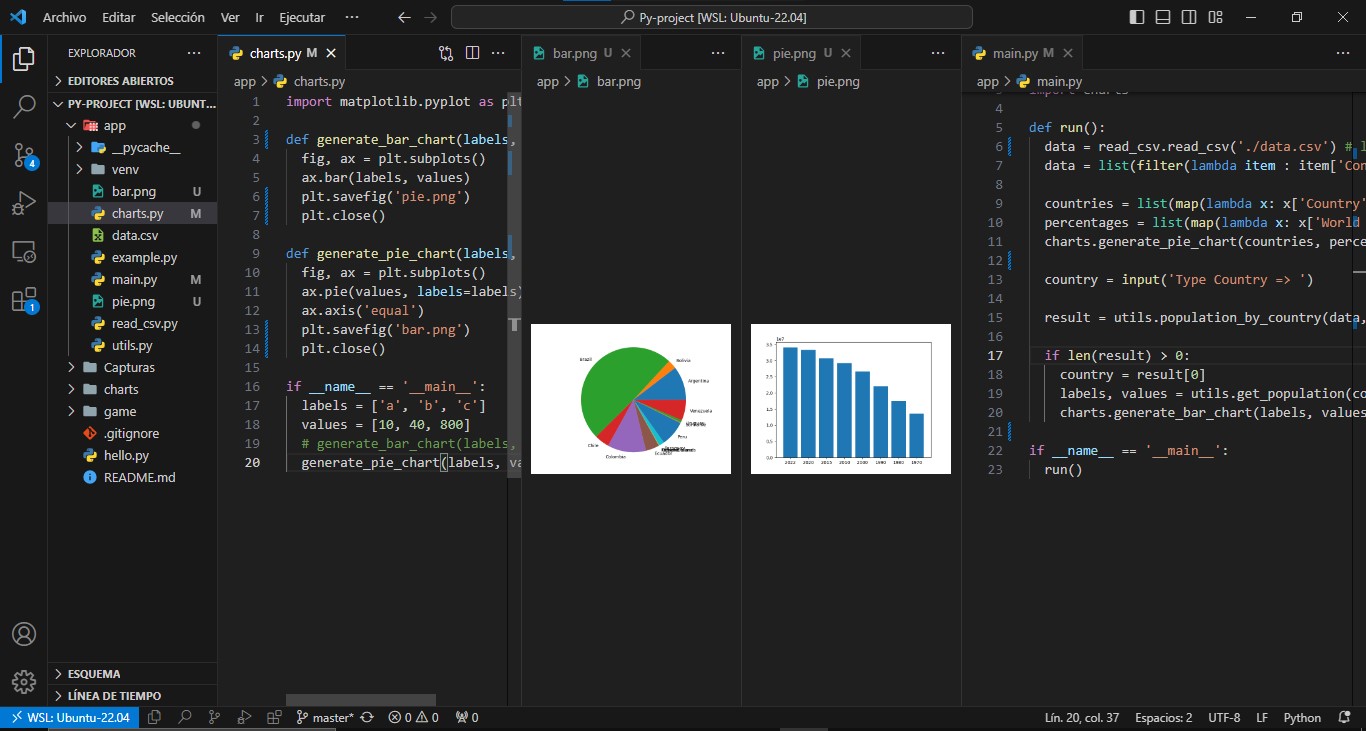 Archivo Editar Selección Ver Ir Ejecutar ···
Py-project [WSL: Ubuntu-22.04]
EXPLORADOR
EDITORES ABIERTOS
PY-PROJECT [WSL: UBUNT...
app
__pycache__
venv
bar.png U
charts.py M
data.csv
example.py
main.py M
pie.png U
read_csv.py
utils.py
Capturas
charts
game
.gitignore
hello.py
README.md
ESQUEMA
LÍNEA DE TIEMPO
4
1
charts.py M
app > charts.py
1 import matplotlib.pyplot as plt
2
3 def generate_bar_chart(labels,
4 fig, ax = plt.subplots()
5 ax.bar(labels, values)
6 plt.savefig('pie.png')
7 plt.close()
8
9 def generate_pie_chart(labels,
10 fig, ax = plt.subplots()
11 ax.pie(values, labels=labels)
12 ax.axis('equal')
13 plt.savefig('bar.png')
14 plt.close()
15
16 if __name__ == '__main__':
17 labels = ['a', 'b', 'c']
18 values = [10, 40, 800]
19 # generate_bar_chart(labels,
20 generate_pie_chart(labels, va
bar.png U
app > bar.png
Brazil
Bolivia
Argentina
Venezuela
Peru
Ecuador
Colombia
Chile
pie.png U
app > pie.png
1e7
3.5
3.0
2.5
2.0
1.5
1.0
0.5
0.0
2022 2020 2015 2010 2000 1990 1980 1970
main.py M
app > main.py
import charts
4
5 def run():
6 data = read_csv.read_csv('./data.csv') # l
7 data = list(filter(lambda item : item['Con
8
9 countries = list(map(lambda x: x['Country'
10 percentages = list(map(lambda x: x['World
11 charts.generate_pie_chart(countries, perce
12
13 country = input('Type Country => ')
14
15 result = utils.population_by_country(data,
16
17 if len(result) > 0:
18 country = result[0]
19 labels, values = utils.get_population(co
20 charts.generate_bar_chart(labels, values
21
22 if __name__ == '__main__':
23 run()
WSL: Ubuntu-22.04 master* 0 0 0
Lín. 20, col. 37 Espacios: 2 UTF-8 LF Python